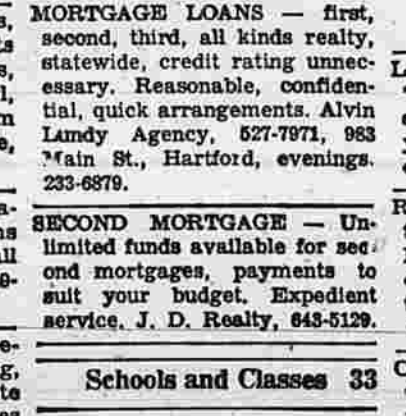 MORTGAGE LOANS — first,
second, third, all kinds realty,
statewide, credit rating unnec-
essary. Reasonable, confiden-
tial, quick arrangements. Alvin
Lundy Agency, 527-7971, 983
Main St., Hartford, evenings.
233-6879.
SECOND MORTGAGE — Un-
limited funds available for sec-
ond mortgages, payments to
suit your budget. Expedient
service. J. D. Realty, 643-5129.
Schools and Classes 33